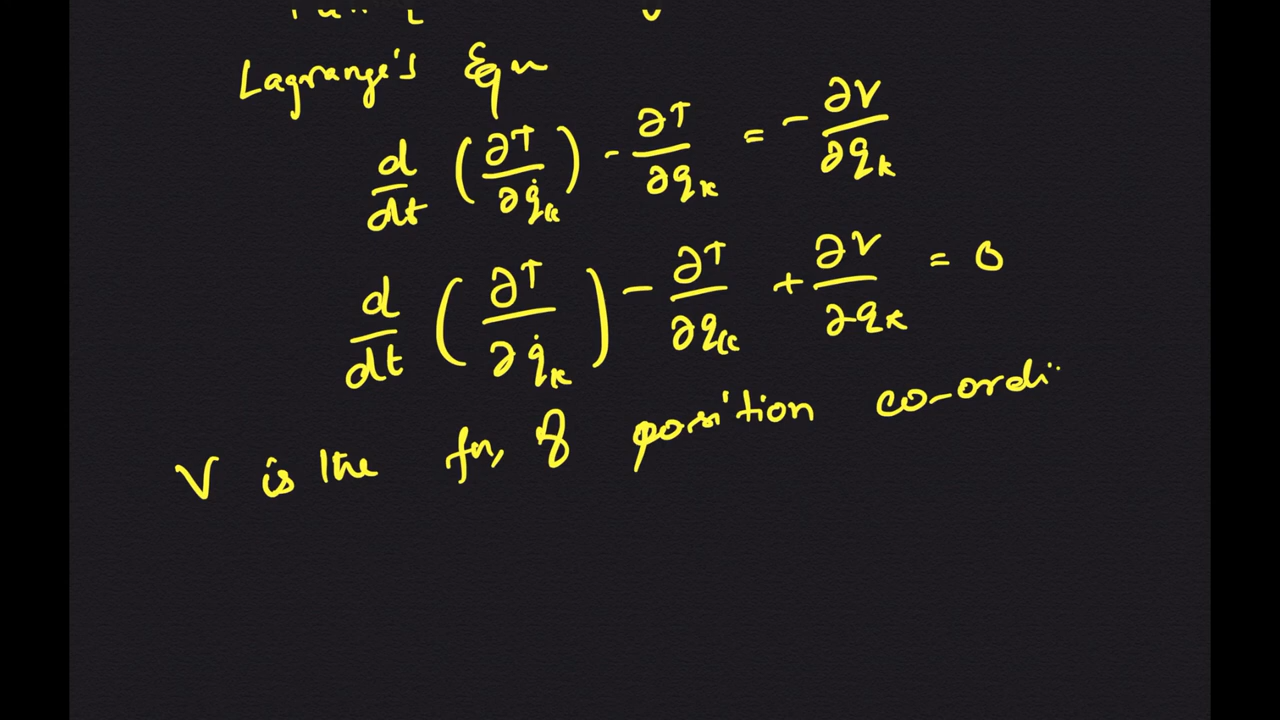 Lagrange's Eqn
d/dt (∂T/∂q̇ₖ) - ∂T/∂qₖ = - ∂V/∂qₖ
d/dt (∂T/∂q̇ₖ) - ∂T/∂qₖ + ∂V/∂qₖ = 0
V is the fn, of position co-ordi